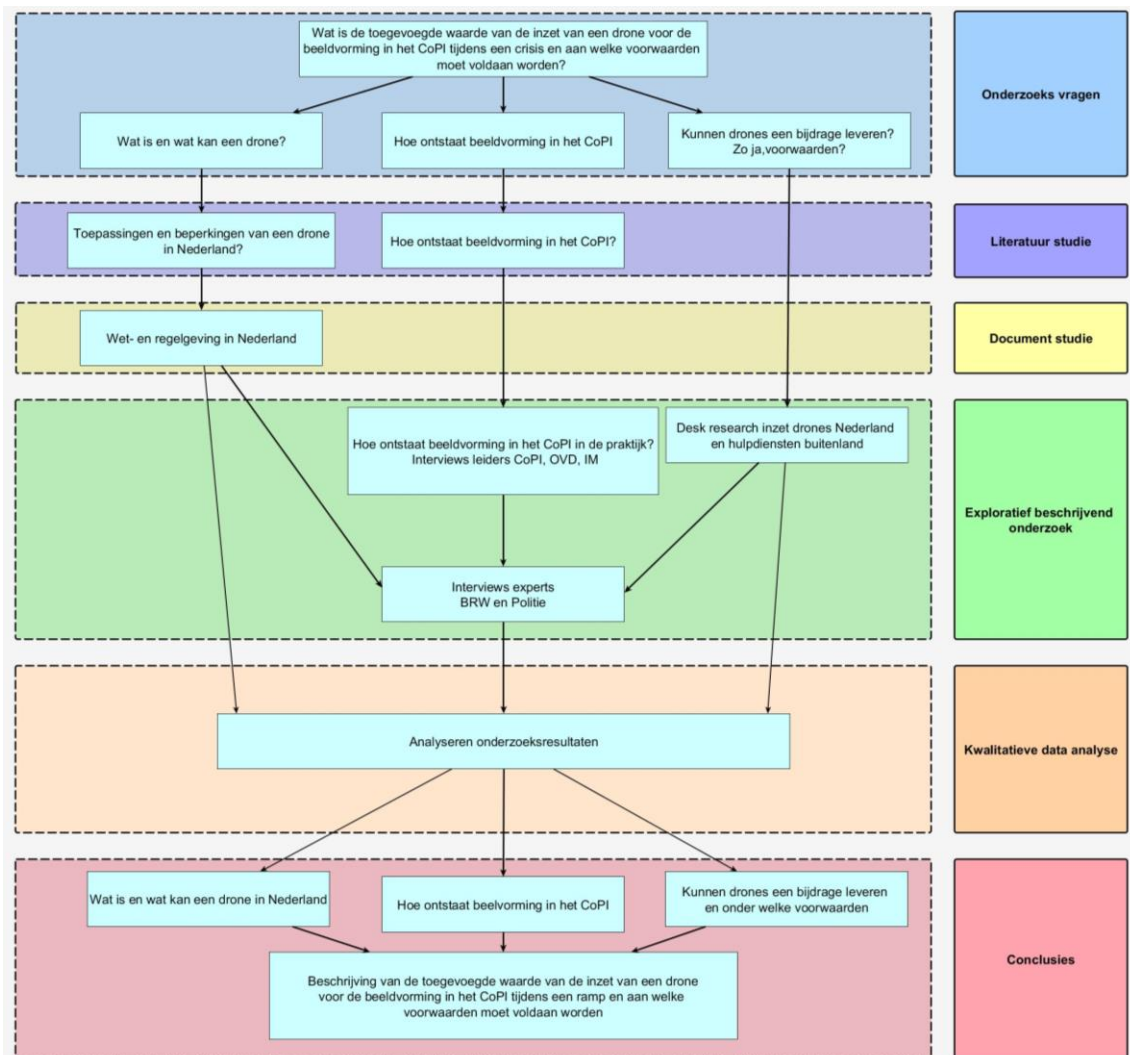 Wat is de toegevoegde waarde van de inzet van een drone voor de
beeldvorming in het CoPI tijdens een crisis en aan welke voorwaarden
moet voldaan worden?
Onderzoeks vragen
Wat is en wat kan een drone?
Hoe ontstaat beeldvorming in het CoPI
Kunnen drones een bijdrage leveren?
Zo ja,voorwaarden?
Toepassingen en beperkingen van een drone
in Nederland?
Hoe ontstaat beeldvorming in het CoPI?
Literatuur studie
Wet- en regelgeving in Nederland
Document studie
Hoe ontstaat beeldvorming in het CoPI in de praktijk?
Interviews leiders CoPI, OVD, IM
Desk research inzet drones Nederland
en hulpdiensten buitenland
Exploratief beschrijvend
onderzoek
Interviews experts
BRW en Politie
Analyseren onderzoeksresultaten
Kwalitatieve data analyse
Wat is en wat kan een drone in Nederland
Hoe ontstaat beelvorming in het CoPI
Kunnen drones een bijdrage leveren
en onder welke voorwaarden
Conclusies
Beschrijving van de toegevoegde waarde van de inzet van een drone
voor de beeldvorming in het CoPI tijdens een ramp en aan welke
voorwaarden moet voldaan worden